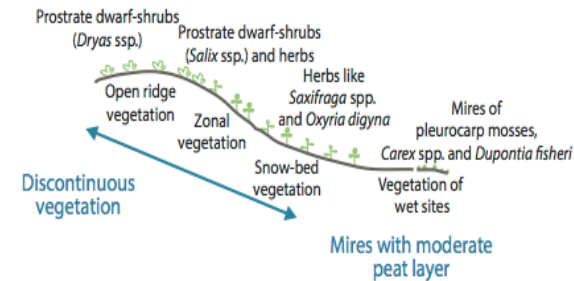 Prostrate dwarf-shrubs
(Dryas ssp.)
Prostrate dwarf-shrubs
(Salix ssp.) and herbs
Herbs like
Saxifraga spp.
and Oxyria digyna
Mires of
pleurocarp mosses,
Carex spp. and Dupontia fisheri
Open ridge
vegetation
Zonal
vegetation
Snow-bed
vegetation
Vegetation of
wet sites
Discontinuous
vegetation
Mires with moderate
peat layer